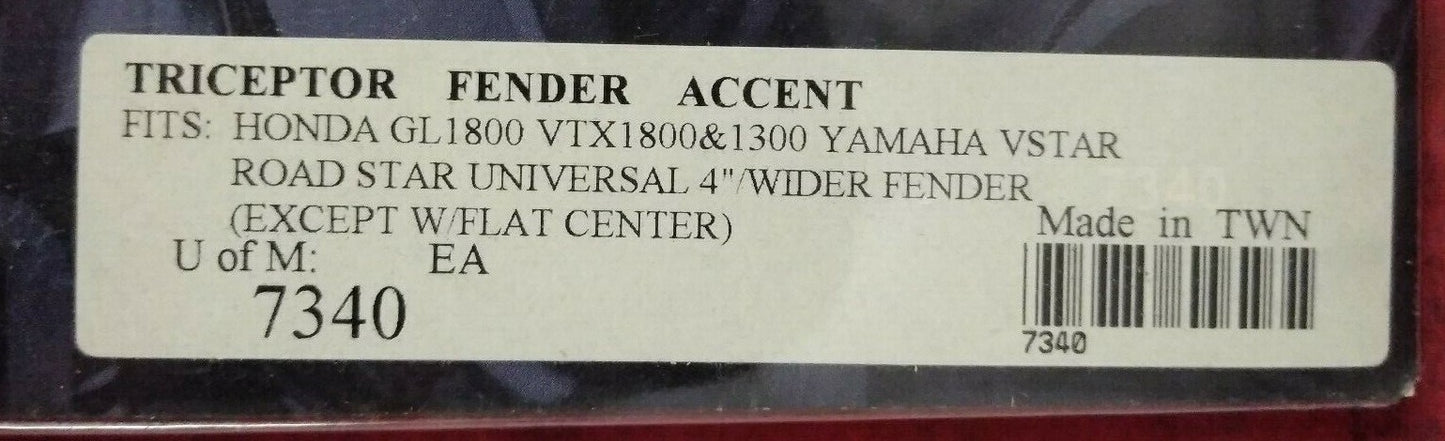 TRICEPTOR FENDER ACCENT
FITS: HONDA GL1800 VTX1800&1300 YAMAHA VSTAR
ROAD STAR UNIVERSAL 4"/WIDER FENDER
(EXCEPT W/FLAT CENTER)
Made in TWN
U of M: EA
7340
7340